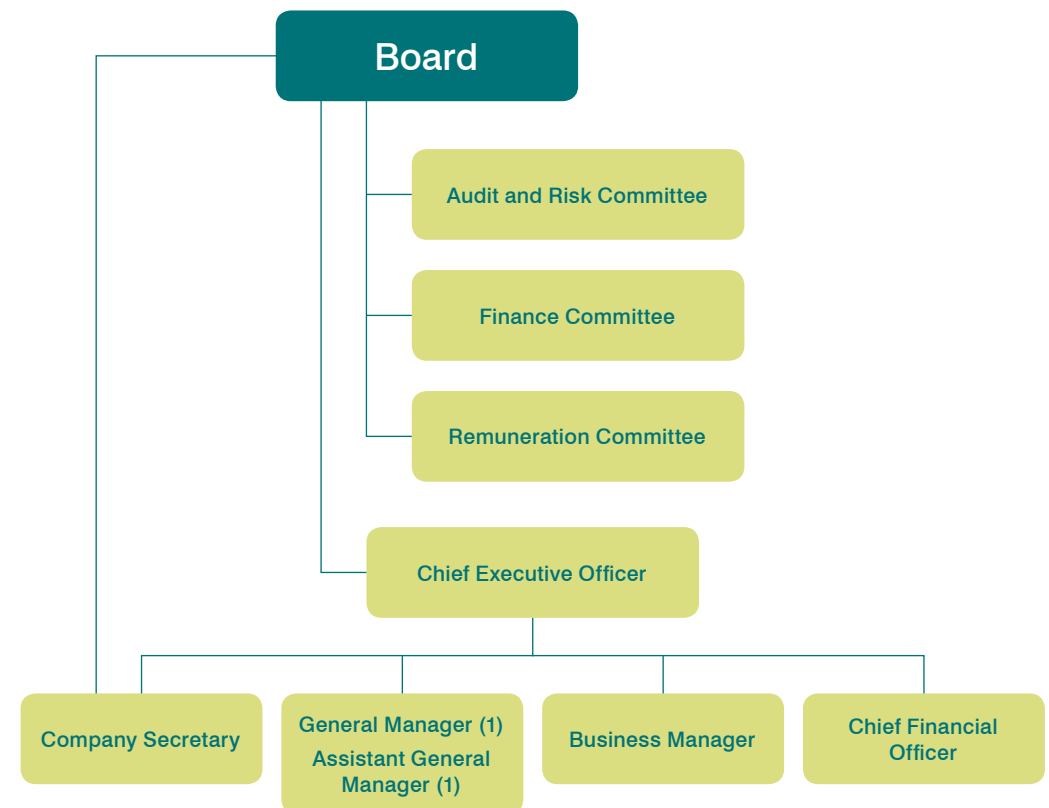 Board
Audit and Risk Committee
Finance Committee
Remuneration Committee
Chief Executive Officer
Company Secretary
General Manager (1)
Assistant General
Manager (1)
Business Manager
Chief Financial
Officer